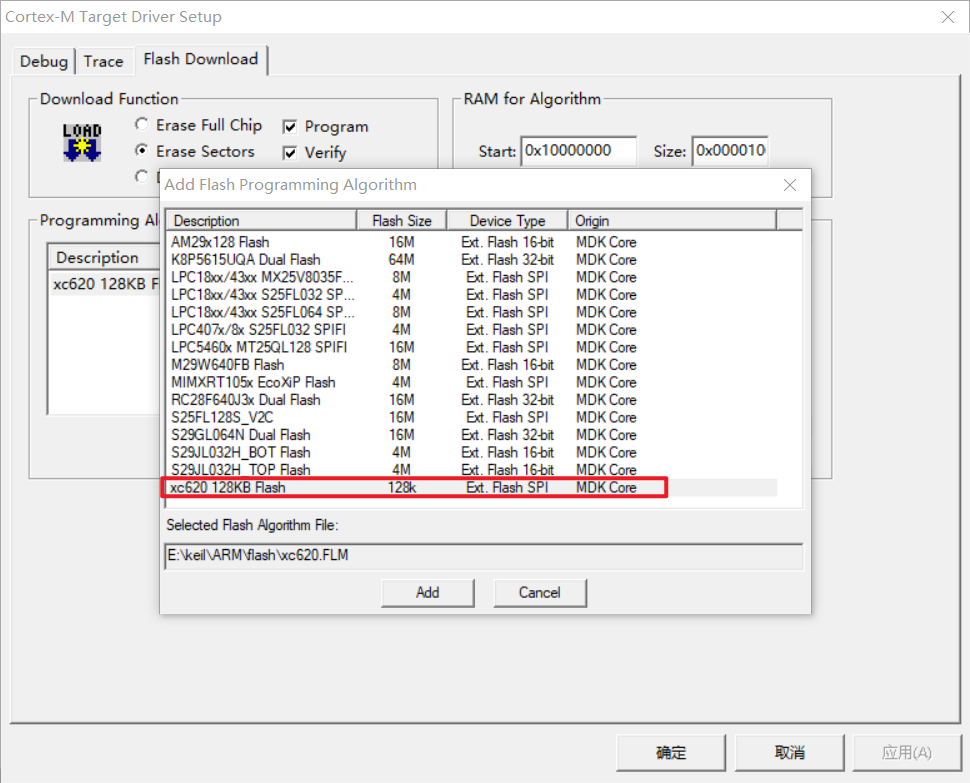 Cortex-M Target Driver Setup
Debug Trace Flash Download
Download Function
LOAD
Erase Full Chip
Program
Erase Sectors
Verify
RAM for Algorithm
Start: 0x10000000 Size: 0x000010
Programming Al
Description
xc620 128KB F
Add Flash Programming Algorithm
Description Flash Size Device Type Origin
AM29x128 Flash 16M Ext. Flash 16-bit MDK Core
K8P5615UQA Dual Flash 64M Ext. Flash 32-bit MDK Core
LPC18xx/43xx MX25V8035F... 8M Ext. Flash SPI MDK Core
LPC18xx/43xx S25FL032 SP... 4M Ext. Flash SPI MDK Core
LPC18xx/43xx S25FL064 SP... 8M Ext. Flash SPI MDK Core
LPC407x/8x S25FL032 SPIFI 4M Ext. Flash SPI MDK Core
LPC5460x MT25QL128 SPIFI 16M Ext. Flash SPI MDK Core
M29W640FB Flash 8M Ext. Flash 16-bit MDK Core
MIMXRT105x EcoXiP Flash 4M Ext. Flash SPI MDK Core
RC28F640J3x Dual Flash 16M Ext. Flash 32-bit MDK Core
S25FL128S_V2C 16M Ext. Flash SPI MDK Core
S29GL064N Dual Flash 16M Ext. Flash 32-bit MDK Core
S29JL032H_BOT Flash 4M Ext. Flash 16-bit MDK Core
S29JL032H_TOP Flash 4M Ext. Flash 16-bit MDK Core
xc620 128KB Flash 128k Ext. Flash SPI MDK Core
Selected Flash Algorithm File:
E:\keil\ARM\flash\xc620.FLM
Add Cancel
确定 取消 应用(A)